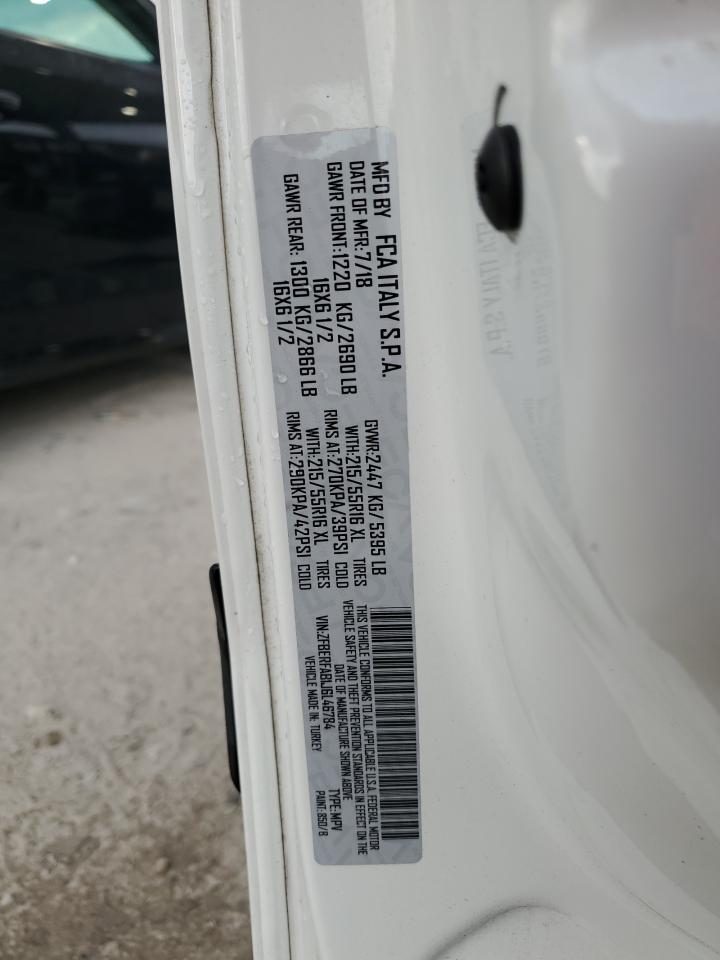 MFD BY FCA ITALY S.P.A.
DATE OF MFR:7/18 GVWR:2447 KG/5395 LB
GAWR FRONT:1220 KG/2690 LB WITH:215/55R16 XL TIRES
16X6 1/2 RIMS AT:270KPA/39PSI COLD
GAWR REAR: 1300 KG/2866 LB WITH:215/55R16 XL TIRES
16X6 1/2 RIMS AT:290KPA/42PSI COLD
THIS VEHICLE CONFORMS TO ALL APPLICABLE U.S.A. FEDERAL MOTOR
VEHICLE SAFETY AND THEFT PREVENTION STANDARDS IN EFFECT ON THE
DATE OF MANUFACTURE SHOWN ABOVE
VIN:ZFBERFAB1J6L46784 TYPE:MPV
VEHICLE MADE IN: TURKEY PAINT:650/B